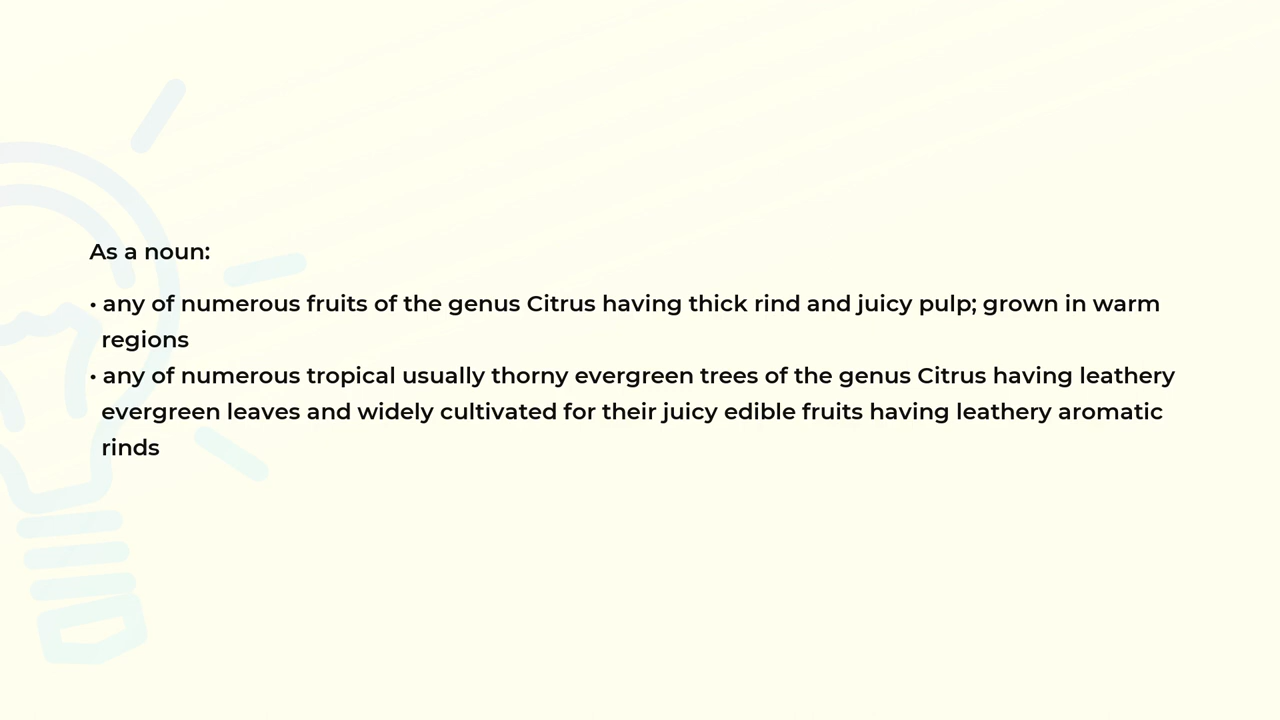 As a noun:
• any of numerous fruits of the genus Citrus having thick rind and juicy pulp; grown in warm
regions
• any of numerous tropical usually thorny evergreen trees of the genus Citrus having leathery
evergreen leaves and widely cultivated for their juicy edible fruits having leathery aromatic
rinds